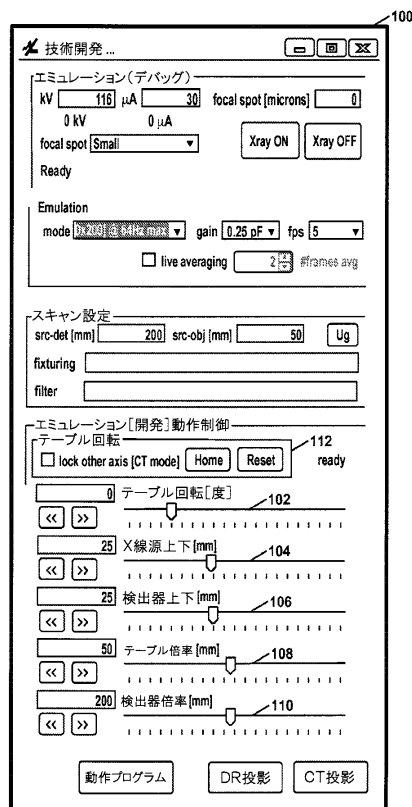 100
技術開発...
エミュレーション(デバッグ)
kV 116 μA 30 focal spot [microns] 0
0 kV 0 μA
focal spot Small Xray ON Xray OFF
Ready
Emulation
mode @ 64Hz max gain 0.25 pF fps 5
live averaging 2 #frames avg
スキャン設定
src-det [mm] 200 src-obj [mm] 50 Ug
fixturing
filter
エミュレーション[開発]動作制御
テーブル回転 112
lock other axis [CT mode] Home Reset ready
0 テーブル回転[度] 102
<< >>
25 X線源上下[mm] 104
<< >>
25 検出器上下[mm] 106
<< >>
50 テーブル倍率[mm] 108
<< >>
200 検出器倍率[mm] 110
<< >>
動作プログラム DR投影 CT投影